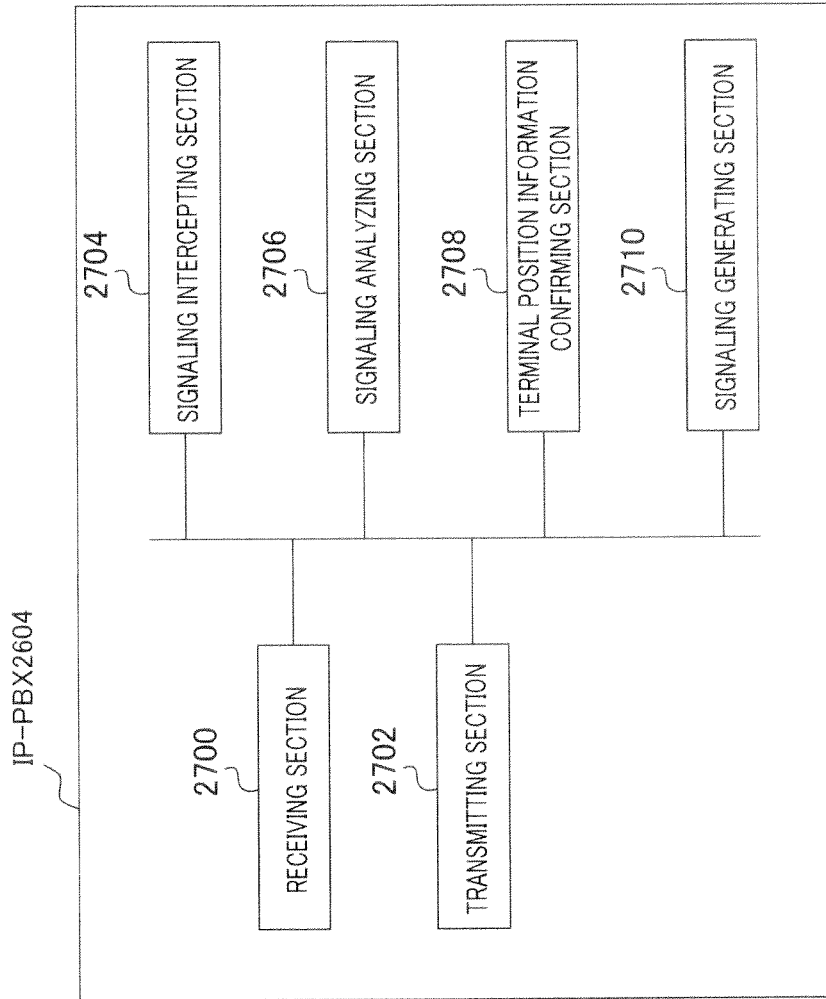 IP-PBX2604
2700
RECEIVING SECTION
2702
TRANSMITTING SECTION
2704
SIGNALING INTERCEPTING SECTION
2706
SIGNALING ANALYZING SECTION
2708
TERMINAL POSITION INFORMATION
CONFIRMING SECTION
2710
SIGNALING GENERATING SECTION